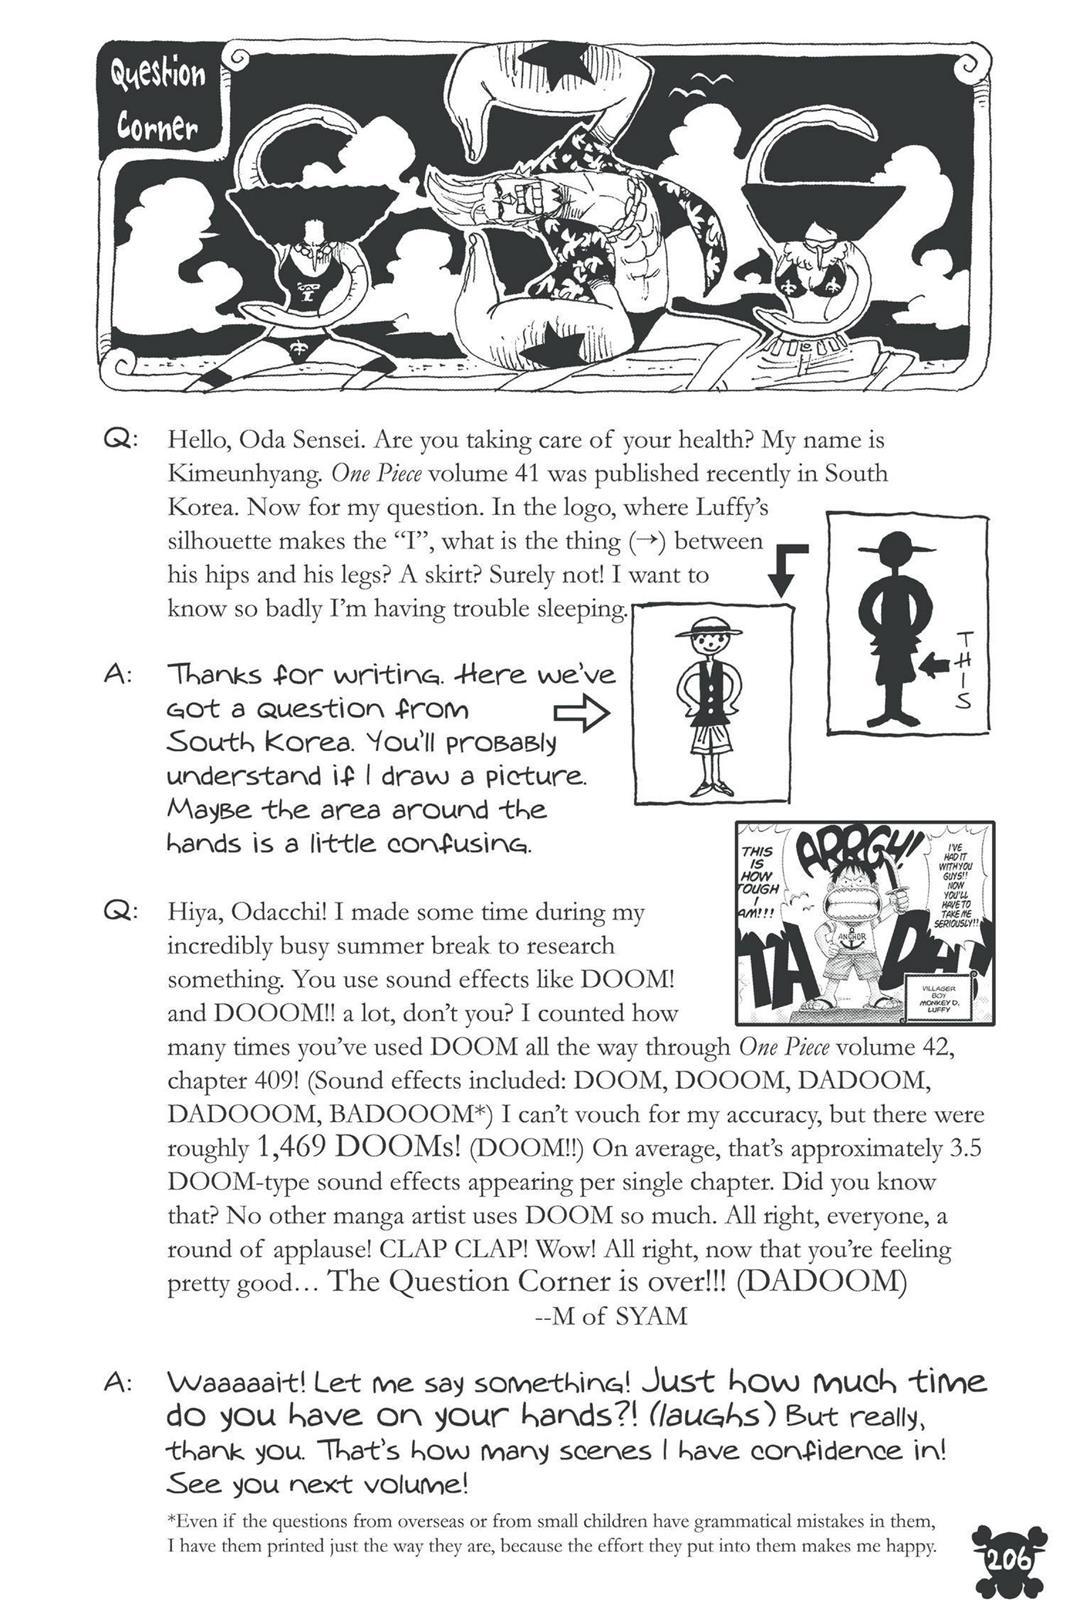 Question
Corner
Q: Hello, Oda Sensei. Are you taking care of your health? My name is
Kimeunhyang. One Piece volume 41 was published recently in South
Korea. Now for my question. In the logo, where Luffy's
silhouette makes the "I", what is the thing (→) between
his hips and his legs? A skirt? Surely not! I want to
know so badly I'm having trouble sleeping.
THIS
A: Thanks for writing. Here we've
got a question from
South Korea. You'll probably
understand if I draw a picture.
Maybe the area around the
hands is a little confusing.
THIS
IS
HOW
TOUGH
I
AM!!!
ARRGH!
I'VE
HAD IT
WITH YOU
GUYS!!
NOW
YOU'LL
HAVE TO
TAKE ME
SERIOUSLY!!
TA DAH
ANCHOR
VILLAGER
BOY
MONKEY D.
LUFFY
Q: Hiya, Odacchi! I made some time during my
incredibly busy summer break to research
something. You use sound effects like DOOM!
and DOOOM!! a lot, don't you? I counted how
many times you've used DOOM all the way through One Piece volume 42,
chapter 409! (Sound effects included: DOOM, DOOOM, DADOOM,
DADOOOM, BADOOOM*) I can't vouch for my accuracy, but there were
roughly 1,469 DOOMs! (DOOM!!) On average, that's approximately 3.5
DOOM-type sound effects appearing per single chapter. Did you know
that? No other manga artist uses DOOM so much. All right, everyone, a
round of applause! CLAP CLAP! Wow! All right, now that you're feeling
pretty good… The Question Corner is over!!! (DADOOM)
--M of SYAM
A: Waaaaait! Let me say something! Just how much time
do you have on your hands?! (laughs) But really,
thank you. That's how many scenes I have confidence in!
See you next volume!
*Even if the questions from overseas or from small children have grammatical mistakes in them,
I have them printed just the way they are, because the effort they put into them makes me happy.
206